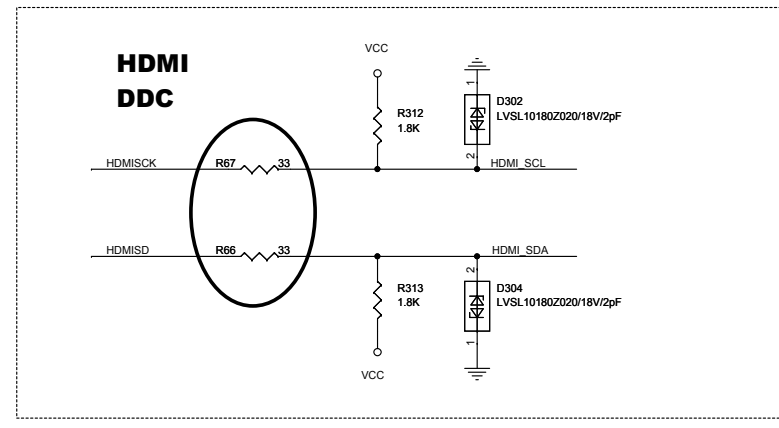 HDMI
DDC
VCC
1
D302
LVSL10180Z020/18V/2pF
R312
1.8K
2
HDMISCK R67 33 HDMI_SCL
HDMISD R66 33 HDMI_SDA
2
R313
1.8K
D304
LVSL10180Z020/18V/2pF
1
VCC